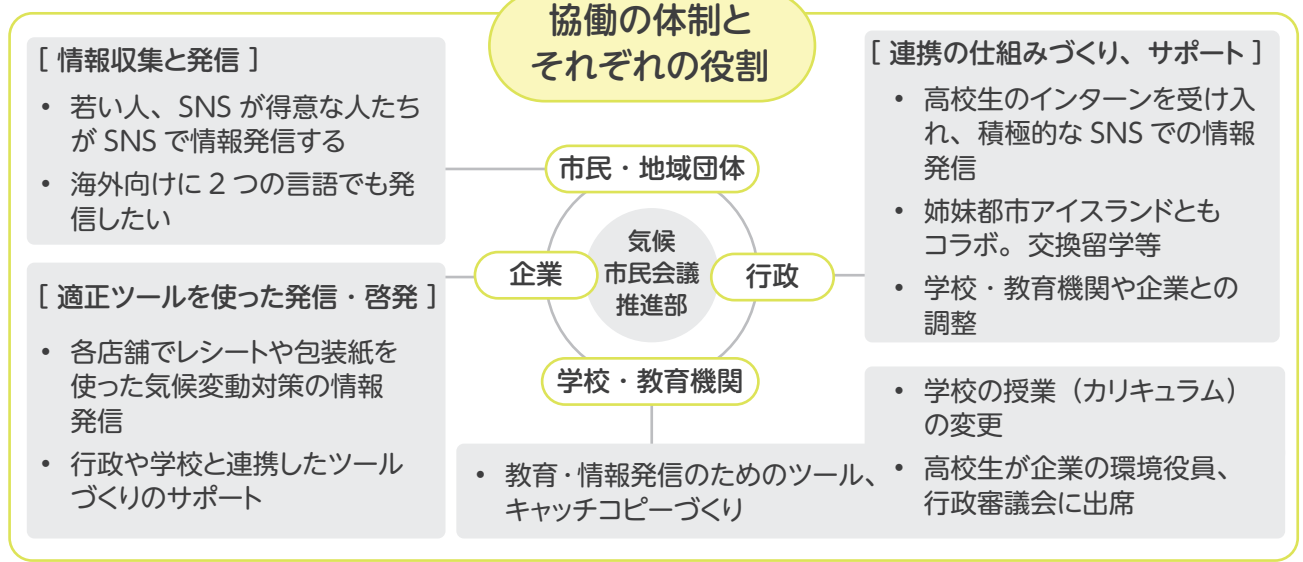 協働の体制と
それぞれの役割
[ 情報収集と発信 ]
• 若い人、SNS が得意な人たち
が SNS で情報発信する
• 海外向けに 2 つの言語でも発
信したい
[ 適正ツールを使った発信・啓発 ]
• 各店舗でレシートや包装紙を
使った気候変動対策の情報
発信
• 行政や学校と連携したツール
づくりのサポート
市民・地域団体
企業
気候
市民会議
推進部
行政
学校・教育機関
[ 連携の仕組みづくり、サポート ]
• 高校生のインターンを受け入
れ、積極的な SNS での情報
発信
• 姉妹都市アイスランドとも
コラボ。交換留学等
• 学校・教育機関や企業との
調整
• 教育・情報発信のためのツール、
キャッチコピーづくり
• 学校の授業（カリキュラム）
の変更
• 高校生が企業の環境役員、
行政審議会に出席